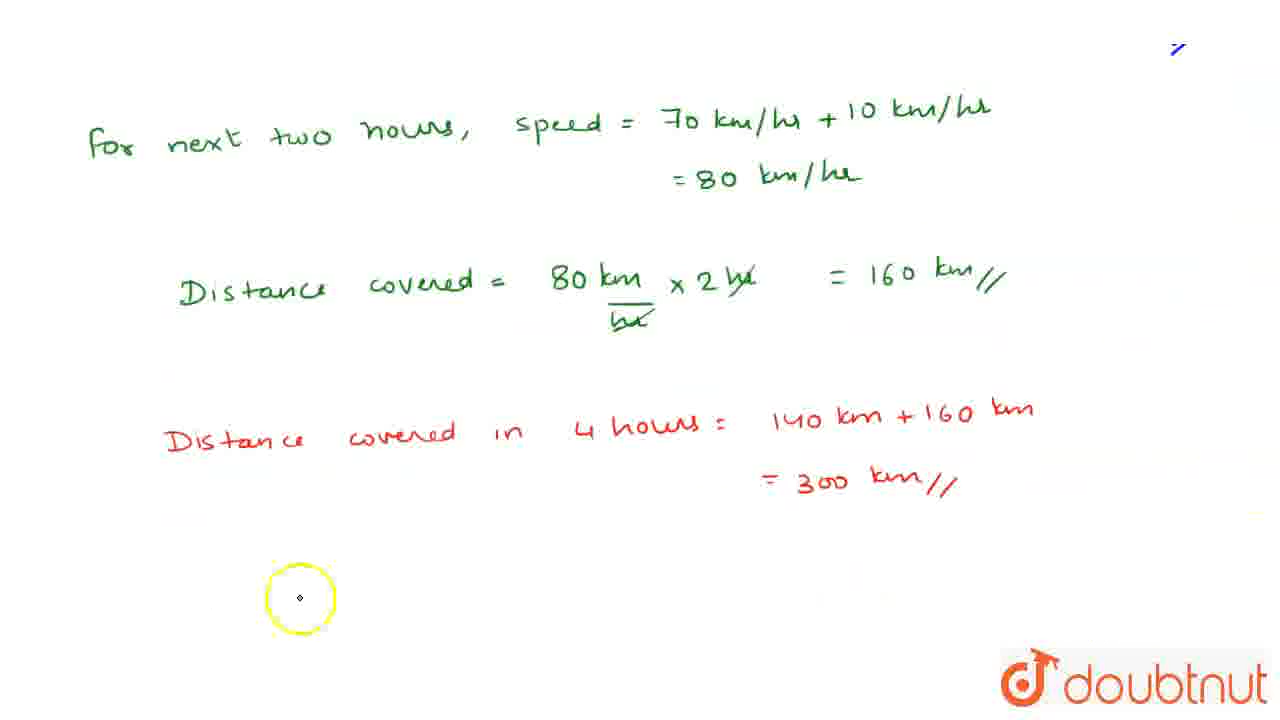 for next two hours, speed = 70 km/hr + 10 km/hr
= 80 km/hr
Distance covered = 80 km/hr × 2 hr = 160 km//
Distance covered in 4 hours = 140 km + 160 km
= 300 km//
doubtnut